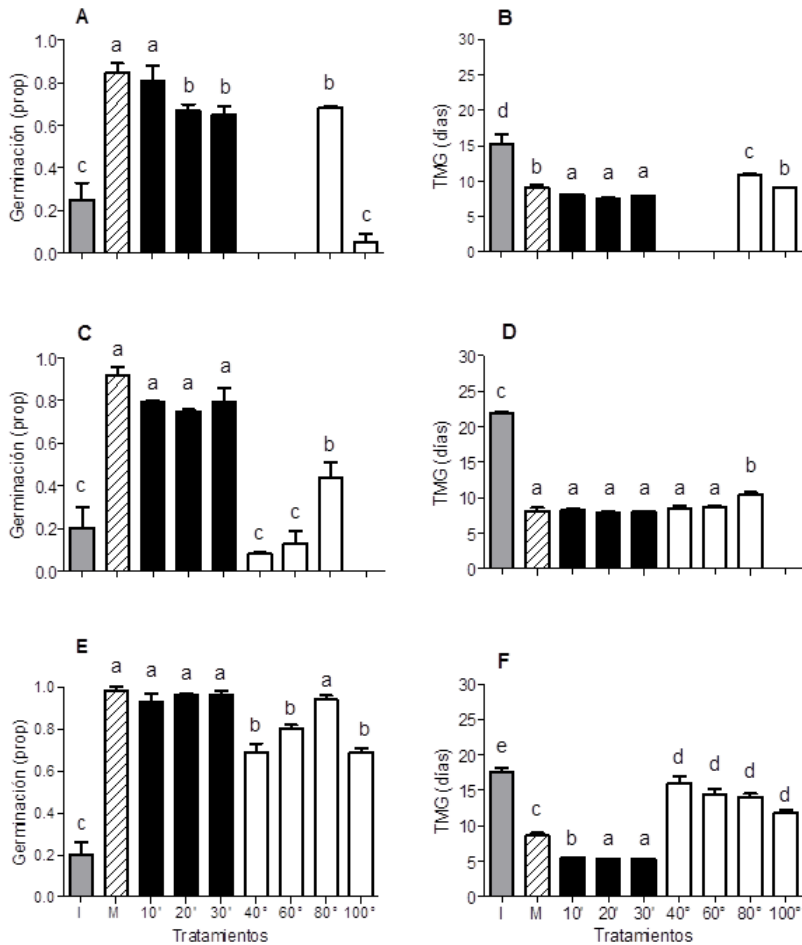 A
Germinación (prop)
1.0
0.8
0.6
0.4
0.2
0.0
c
a
a
b
b
b
c
B
TMG (días)
30
25
20
15
10
5
0
d
b
a
a
a
c
b
C
Germinación (prop)
1.0
0.8
0.6
0.4
0.2
0.0
c
a
a
a
a
c
c
b
D
TMG (días)
30
25
20
15
10
5
0
c
a
a
a
a
a
a
b
E
Germinación (prop)
1.0
0.8
0.6
0.4
0.2
0.0
c
a
a
a
a
b
b
a
b
I M 10' 20' 30' 40° 60° 80° 100°
Tratamientos
F
TMG (días)
30
25
20
15
10
5
0
e
c
b
a
a
d
d
d
d
I M 10' 20' 30' 40° 60° 80° 100°
Tratamientos